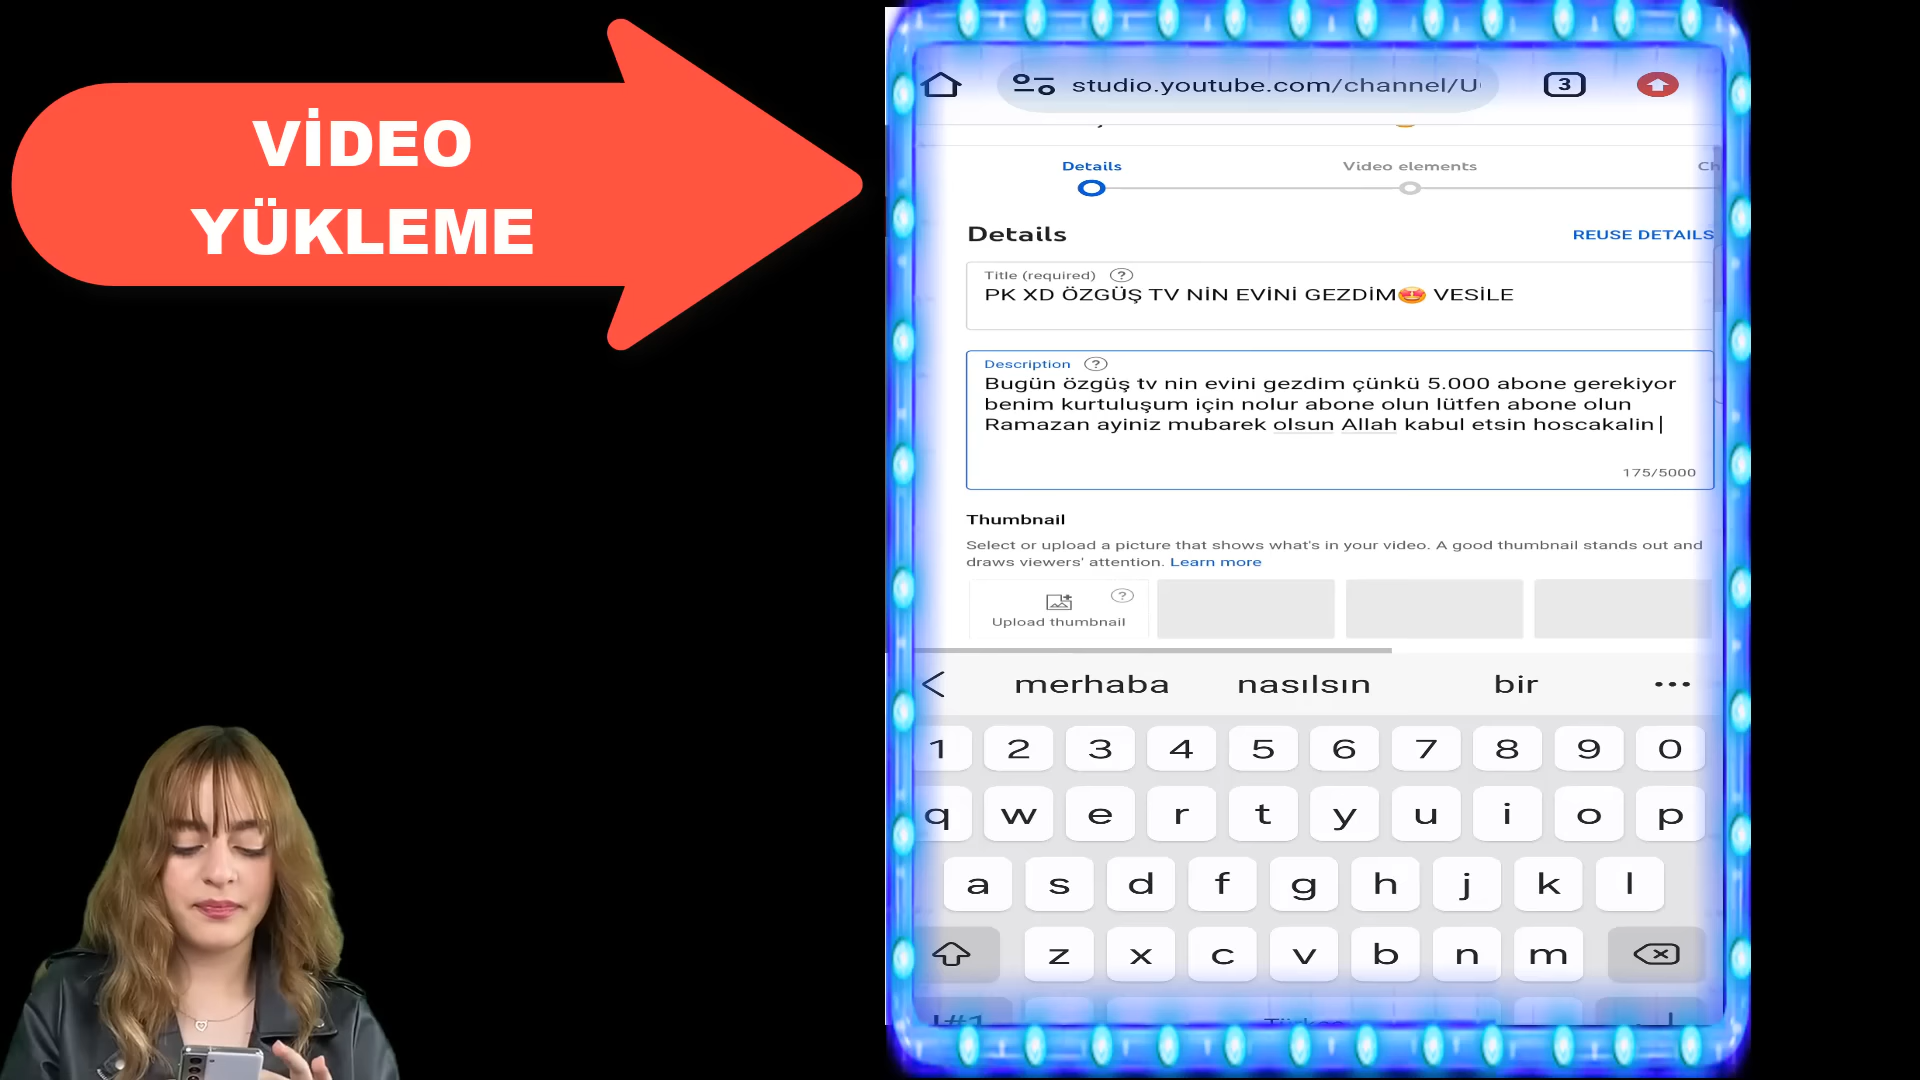 VİDEO
YÜKLEME
studio.youtube.com/channel/U
3
Details
Video elements
Ch
Details
REUSE DETAILS
Title (required) ?
PK XD ÖZGÜŞ TV NİN EVİNİ GEZDİM🤩 VESİLE
Description ?
Bugün özgüş tv nin evini gezdim çünkü 5.000 abone gerekiyor
benim kurtuluşum için nolur abone olun lütfen abone olun
Ramazan ayiniz mubarek olsun Allah kabul etsin hoscakalin
175/5000
Thumbnail
Select or upload a picture that shows what's in your video. A good thumbnail stands out and
draws viewers' attention. Learn more
?
Upload thumbnail
merhaba nasılsın bir •••
1 2 3 4 5 6 7 8 9 0
q w e r t y u i o p
a s d f g h j k l
z x c v b n m
!#1 Türkçe